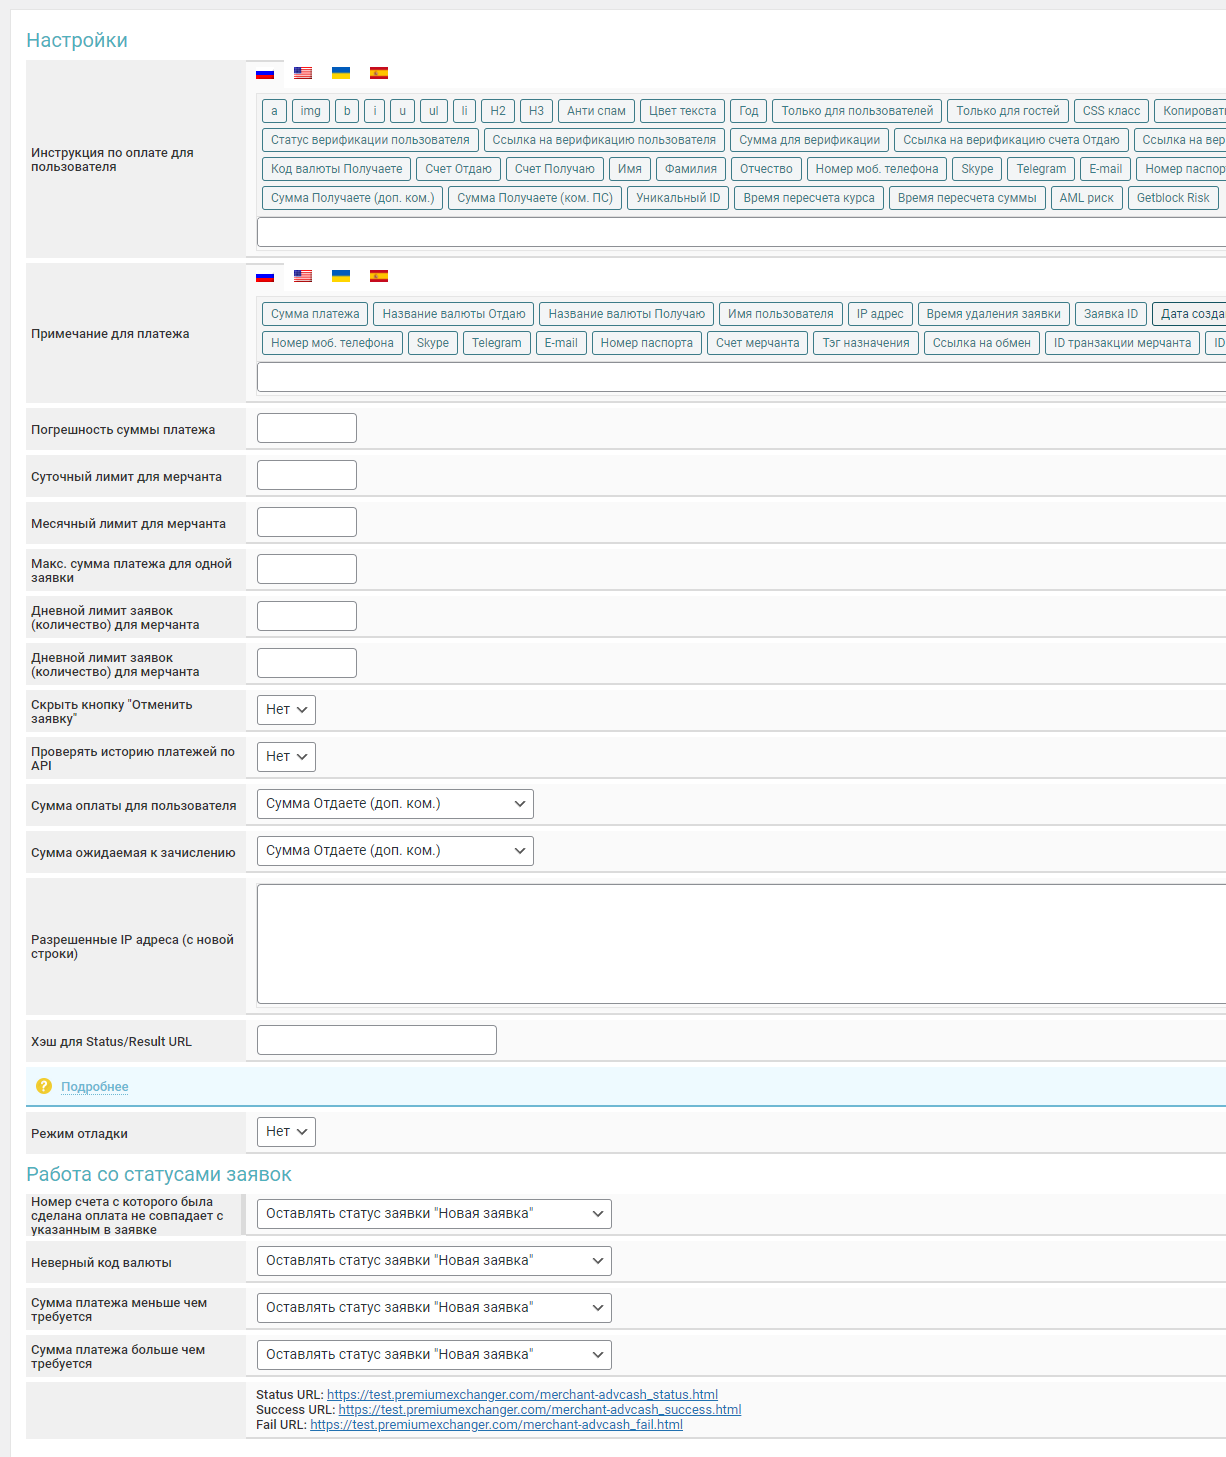 Настройки
Инструкция по оплате для
пользователя
a img b i u ul li H2 H3 Анти спам Цвет текста Год Только для пользователей Только для гостей CSS класс
Статус верификации пользователя Ссылка на верификацию пользователя Сумма для верификации Ссылка на верификацию счета Отдаю Ссылка на
Код валюты Получаете Счет Отдаю Счет Получаю Имя Фамилия Отчество Номер моб. телефона Skype Telegram E-mail Номер
Сумма Получаете (доп. ком.) Сумма Получаете (ком. ПС) Уникальный ID Время пересчета курса Время пересчета суммы AML риск Getblock Risk
Примечание для платежа
Сумма платежа Название валюты Отдаю Название валюты Получаю Имя пользователя IP адрес Время удаления заявки Заявка ID Дата
Номер моб. телефона Skype Telegram E-mail Номер паспорта Счет мерчанта Тэг назначения Ссылка на обмен ID транзакции мерчанта ID
Погрешность суммы платежа
Суточный лимит для мерчанта
Месячный лимит для мерчанта
Макс. сумма платежа для одной
заявки
Дневной лимит заявок
(количество) для мерчанта
Дневной лимит заявок
(количество) для мерчанта
Скрыть кнопку "Отменить
заявку"
Нет
Проверять историю платежей по
API
Нет
Сумма оплаты для пользователя
Сумма Отдаете (доп. ком.)
Сумма ожидаемая к зачислению
Сумма Отдаете (доп. ком.)
Разрешенные IP адреса (с новой
строки)
Хэш для Status/Result URL
? Подробнее
Режим отладки
Нет
Работа со статусами заявок
Номер счета с которого была
сделана оплата не совпадает с
указанным в заявке
Оставлять статус заявки "Новая заявка"
Неверный код валюты
Оставлять статус заявки "Новая заявка"
Сумма платежа меньше чем
требуется
Оставлять статус заявки "Новая заявка"
Сумма платежа больше чем
требуется
Оставлять статус заявки "Новая заявка"
Status URL: https://test.premiumexchanger.com/merchant-advcash_status.html
Success URL: https://test.premiumexchanger.com/merchant-advcash_success.html
Fail URL: https://test.premiumexchanger.com/merchant-advcash_fail.html